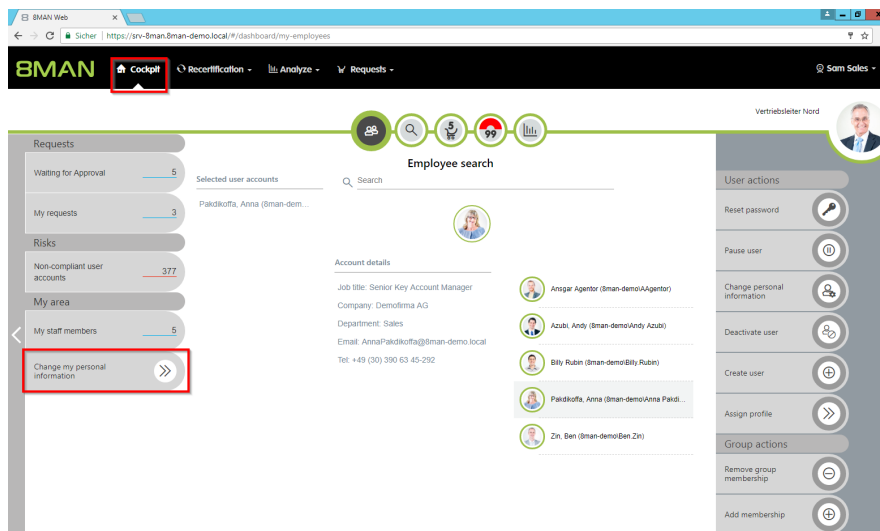 8MAN Web
Sicher | https://srv-8man.8man-demo.local/#/dashboard/my-employees
8MAN
Cockpit
Recertification
Analyze
Requests
Sam Sales
Vertriebsleiter Nord
5
99
Requests
Waiting for Approval 5
My requests 3
Risks
Non-compliant user
accounts
377
My area
My staff members 5
Change my personal
information
Selected user accounts
Pakdikoffa, Anna (8man-dem...
Employee search
Search
Account details
Job title: Senior Key Account Manager
Company: Demofirma AG
Department: Sales
Email: AnnaPakdikoffa@8man-demo.local
Tel: +49 (30) 390 63 45-292
Ansgar Agentor (8man-demo\AAgentor)
Azubi, Andy (8man-demo\Andy Azubi)
Billy Rubin (8man-demo\Billy.Rubin)
Pakdikoffa, Anna (8man-demo\Anna Pakdi...
Zin, Ben (8man-demo\Ben.Zin)
User actions
Reset password
Pause user
Change personal
information
Deactivate user
Create user
Assign profile
Group actions
Remove group
membership
Add membership